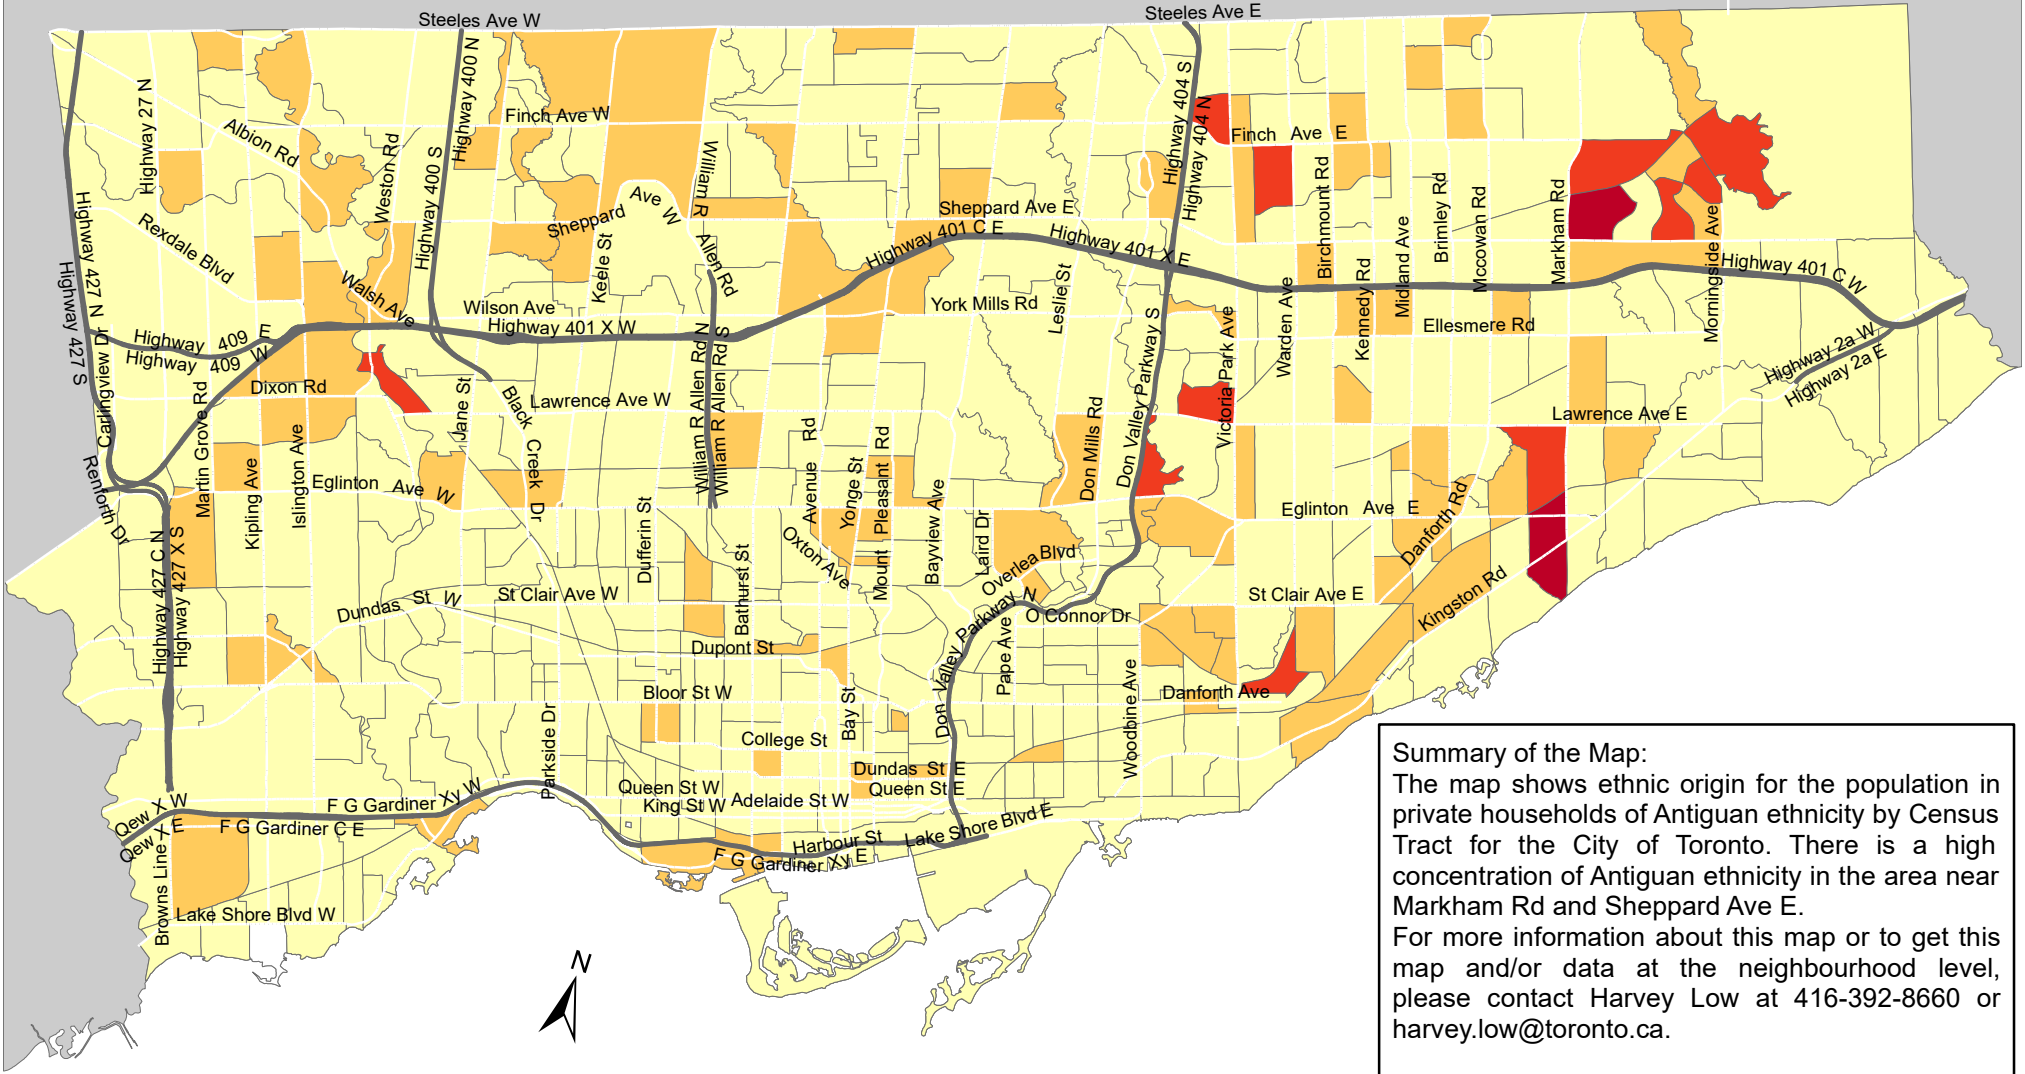 Steeles Ave W
Steeles Ave E
Highway 27 N
Albion Rd
Weston Rd
Highway 400 N
Highway 400 S
Finch Ave W
William R
Allen Rd
Highway 404 S
Highway 404 N
Finch Ave E
Highway 427 N
Highway 427 S
Rexdale Blvd
Walsh Ave
Sheppard Ave W
Keele St
Sheppard Ave E
Highway 401 C E
Highway 401 X E
Birchmount Rd
Midland Ave
Brimley Rd
Mccowan Rd
Markham Rd
Morningside Ave
Highway 401 C W
Wilson Ave
Highway 401 X W
York Mills Rd
Leslie St
Kennedy Rd
Warden Ave
Ellesmere Rd
Highway 409 E
Highway 409 W
Carlingview Dr
Dixon Rd
Martin Grove Rd
Jane St
Black Creek Dr
Lawrence Ave W
William R Allen Rd N
William R Allen Rd S
Don Valley Parkway S
Victoria Park Ave
Highway 2a W
Highway 2a E
Lawrence Ave E
Renforth Dr
Kipling Ave
Islington Ave
Eglinton Ave W
Avenue Rd
Yonge St
Mount Pleasant Rd
Bayview Ave
Laird Dr
Don Mills Rd
Eglinton Ave E
Danforth Rd
Highway 427 C N
Highway 427 X S
Dufferin St
Bathurst St
Oxton Ave
Overlea Blvd
Dundas St W
St Clair Ave W
Don Valley Parkway N
O Connor Dr
St Clair Ave E
Kingston Rd
Dupont St
Pape Ave
Woodbine Ave
Bloor St W
Bay St
Danforth Ave
Parkside Dr
College St
Dundas St E
Queen St E
Queen St W
King St W
Adelaide St W
Qew X W
Qew X E
F G Gardiner Xy W
F G Gardiner C E
Harbour St
Lake Shore Blvd E
F G Gardiner Xy E
Browns Line
Lake Shore Blvd W
N
Summary of the Map:
The map shows ethnic origin for the population in
private households of Antiguan ethnicity by Census
Tract for the City of Toronto. There is a high
concentration of Antiguan ethnicity in the area near
Markham Rd and Sheppard Ave E.
For more information about this map or to get this
map and/or data at the neighbourhood level,
please contact Harvey Low at 416-392-8660 or
harvey.low@toronto.ca.